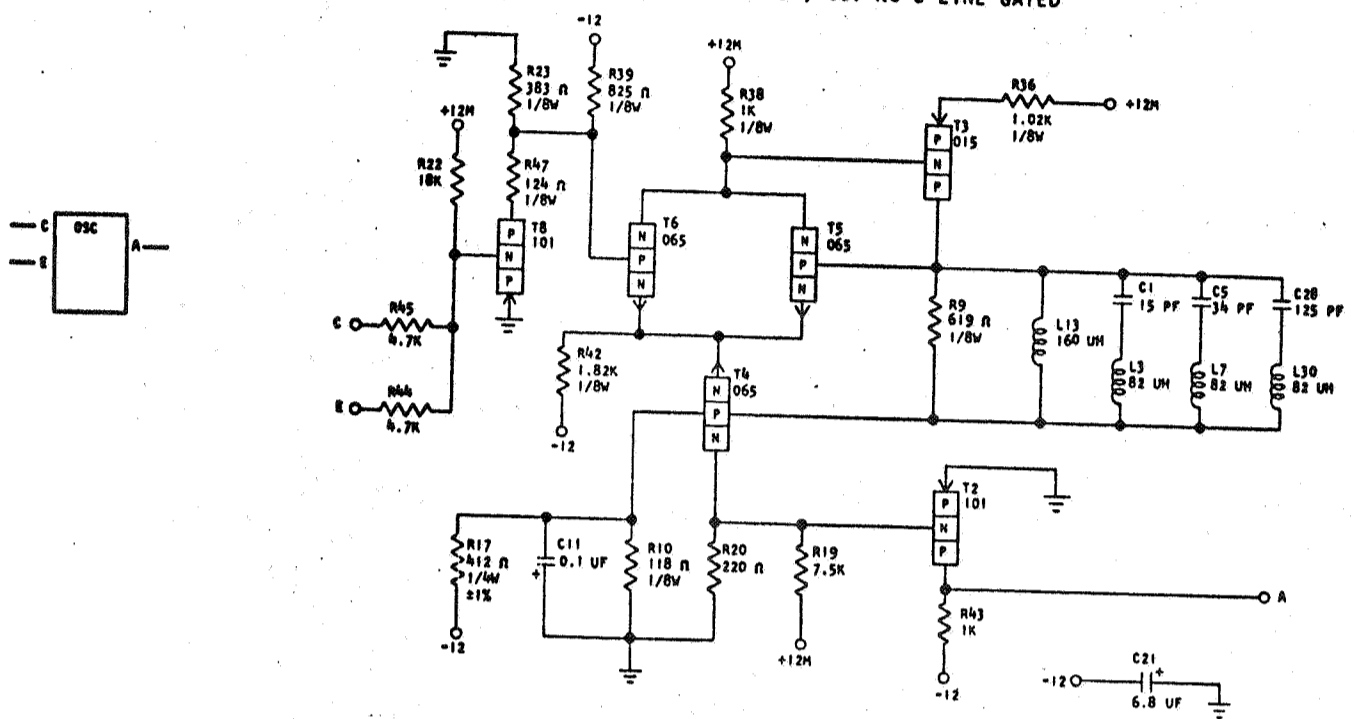 LINE GATED
C OSC A
E
-12
+12M
R23
383 Ω
1/8W
R39
825 Ω
1/8W
R38
1K
1/8W
R36
1.02K
1/8W
+12M
T3
015
P
N
P
+12M
R22
18K
R47
124 Ω
1/8W
T8
101
P
N
P
T6
065
N
P
N
T5
065
N
P
N
C
R45
4.7K
E
R44
4.7K
R42
1.82K
1/8W
-12
T4
065
N
P
N
R9
619 Ω
1/8W
L13
160 UH
C1
15 PF
L3
82 UH
C5
34 PF
L7
82 UH
C28
125 PF
L30
82 UH
R17
412 Ω
1/4W
±1%
-12
C11
0.1 UF
+
R10
118 Ω
1/8W
R20
220 Ω
R19
7.5K
+12M
T2
101
P
N
P
A
R43
1K
-12
-12
C21
+
6.8 UF